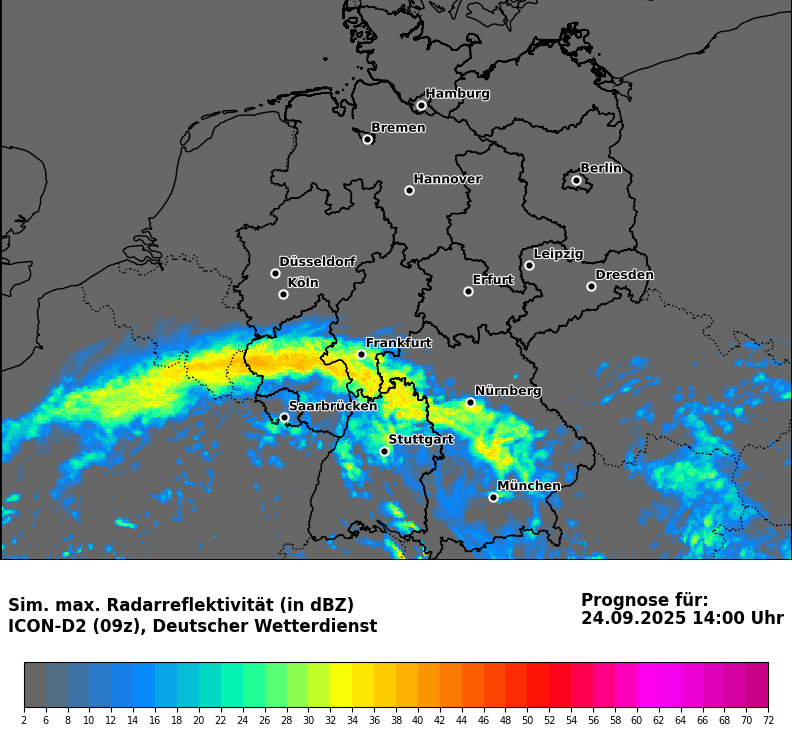 Hamburg
Bremen
Berlin
Hannover
Leipzig
Düsseldorf
Dresden
Köln
Erfurt
Frankfurt
Nürnberg
Saarbrücken
Stuttgart
München
Sim. max. Radarreflektivität (in dBZ)
ICON-D2 (09z), Deutscher Wetterdienst
Prognose für:
24.09.2025 14:00 Uhr
2 6 8 10 12 14 16 18 20 22 24 26 28 30 32 34 36 38 40 42 44 46 48 50 52 54 56 58 60 62 64 66 68 70 72